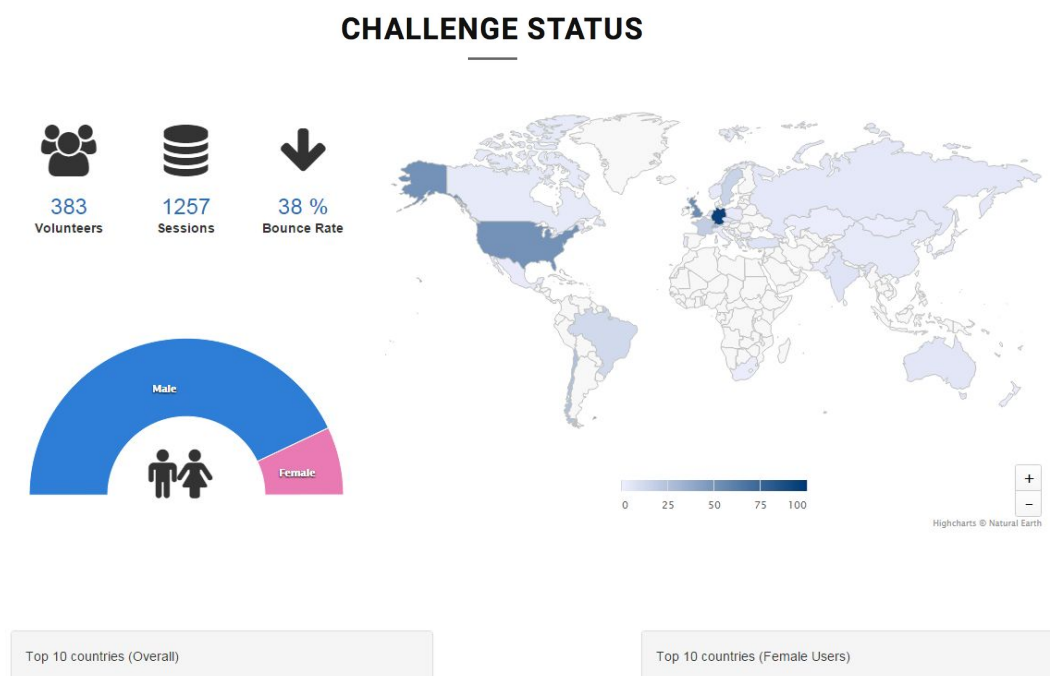 CHALLENGE STATUS
383
Volunteers
1257
Sessions
38 %
Bounce Rate
Male
Female
0 25 50 75 100
+
−
Highcharts © Natural Earth
Top 10 countries (Overall)
Top 10 countries (Female Users)